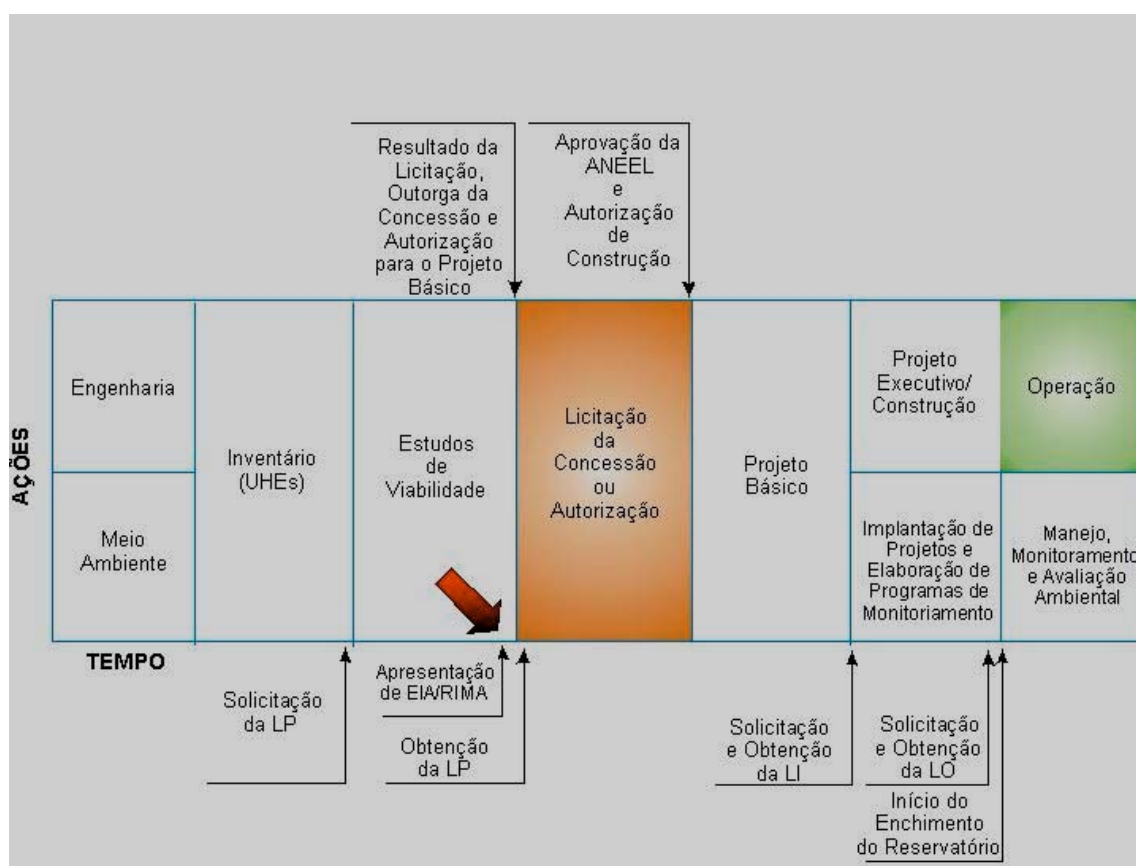 Resultado da
Licitação,
Outorga da
Concessão e
Autorização
para o Projeto
Básico
Aprovação da
ANEEL
e
Autorização
de
Construção
AÇÕES
Engenharia
Meio
Ambiente
Inventário
(UHEs)
Estudos
de
Viabilidade
Licitação
da
Concessão
ou
Autorização
Projeto
Básico
Projeto
Executivo/
Construção
Operação
Implantação de
Projetos e
Elaboração de
Programas de
Monitoriamento
Manejo,
Monitoramento
e Avaliação
Ambiental
TEMPO
Solicitação
da LP
Apresentação
de EIA/RIMA
Obtenção
da LP
Solicitação
e Obtenção
da LI
Solicitação
e Obtenção
da LO
Início do
Enchimento
do Reservatório